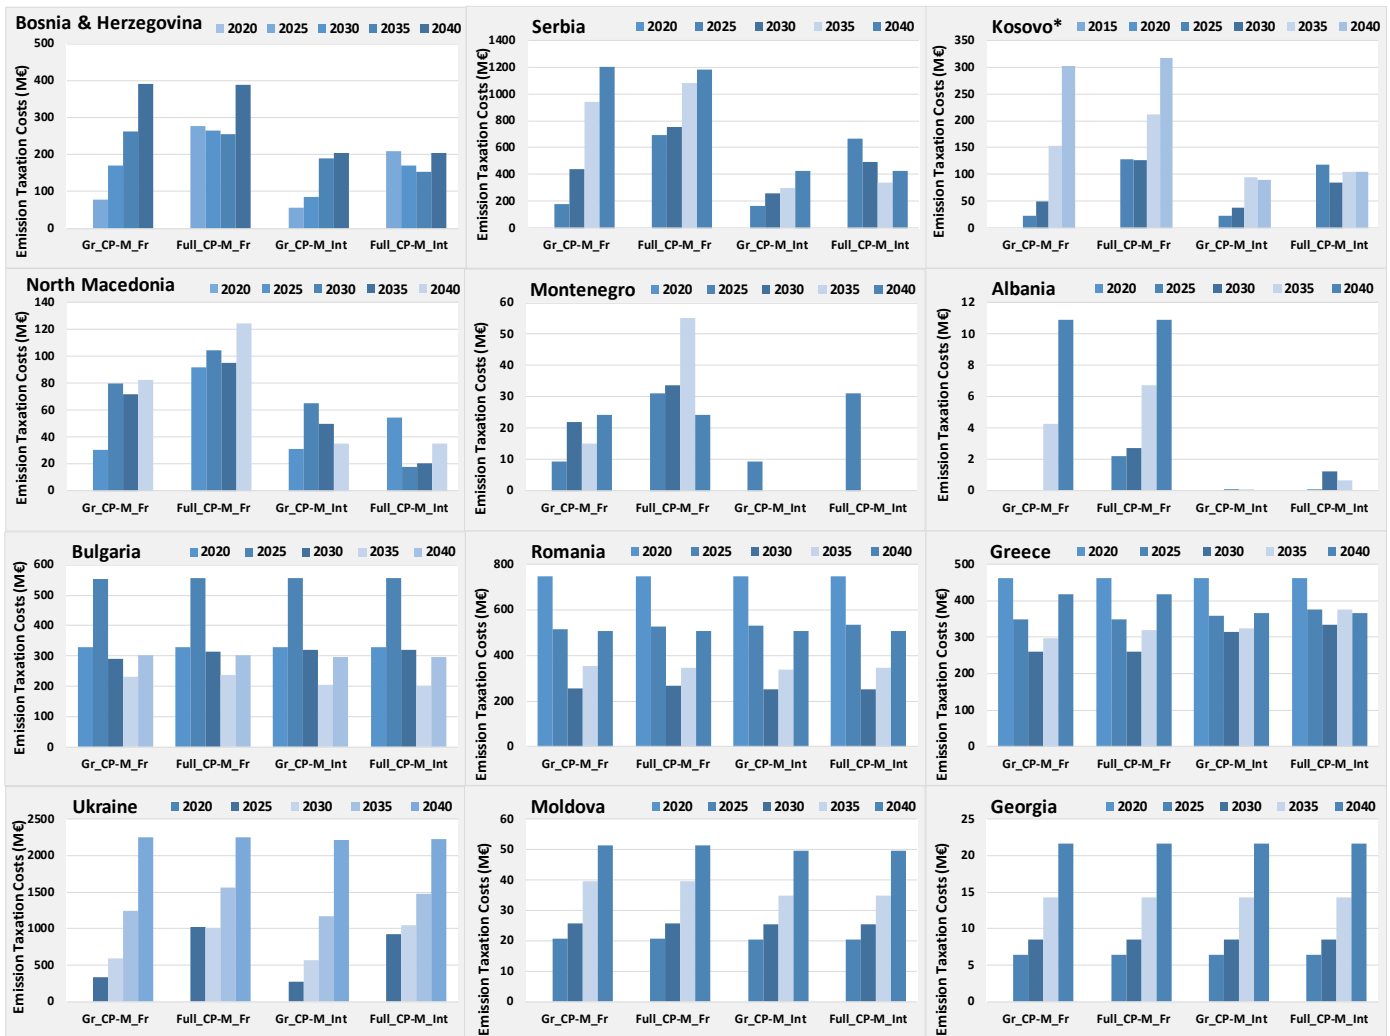 Bosnia & Herzegovina 2020 2025 2030 2035 2040
Emission Taxation Costs (M€)
500
400
300
200
100
0
Gr_CP-M_Fr Full_CP-M_Fr Gr_CP-M_Int Full_CP-M_Int
Serbia 2020 2025 2030 2035 2040
Emission Taxation Costs (M€)
1400
1200
1000
800
600
400
200
0
Gr_CP-M_Fr Full_CP-M_Fr Gr_CP-M_Int Full_CP-M_Int
Kosovo* 2015 2020 2025 2030 2035 2040
Emission Taxation Costs (M€)
350
300
250
200
150
100
50
0
Gr_CP-M_Fr Full_CP-M_Fr Gr_CP-M_Int Full_CP-M_Int
North Macedonia 2020 2025 2030 2035 2040
Emission Taxation Costs (M€)
140
120
100
80
60
40
20
0
Gr_CP-M_Fr Full_CP-M_Fr Gr_CP-M_Int Full_CP-M_Int
Montenegro 2020 2025 2030 2035 2040
Emission Taxation Costs (M€)
60
50
40
30
20
10
0
Gr_CP-M_Fr Full_CP-M_Fr Gr_CP-M_Int Full_CP-M_Int
Albania 2020 2025 2030 2035 2040
Emission Taxation Costs (M€)
12
10
8
6
4
2
0
Gr_CP-M_Fr Full_CP-M_Fr Gr_CP-M_Int Full_CP-M_Int
Bulgaria 2020 2025 2030 2035 2040
Emission Taxation Costs (M€)
600
500
400
300
200
100
0
Gr_CP-M_Fr Full_CP-M_Fr Gr_CP-M_Int Full_CP-M_Int
Romania 2020 2025 2030 2035 2040
Emission Taxation Costs (M€)
800
600
400
200
0
Gr_CP-M_Fr Full_CP-M_Fr Gr_CP-M_Int Full_CP-M_Int
Greece 2020 2025 2030 2035 2040
Emission Taxation Costs (M€)
500
400
300
200
100
0
Gr_CP-M_Fr Full_CP-M_Fr Gr_CP-M_Int Full_CP-M_Int
Ukraine 2020 2025 2030 2035 2040
Emission Taxation Costs (M€)
2500
2000
1500
1000
500
0
Gr_CP-M_Fr Full_CP-M_Fr Gr_CP-M_Int Full_CP-M_Int
Moldova 2020 2025 2030 2035 2040
Emission Taxation Costs (M€)
60
50
40
30
20
10
0
Gr_CP-M_Fr Full_CP-M_Fr Gr_CP-M_Int Full_CP-M_Int
Georgia 2020 2025 2030 2035 2040
Emission Taxation Costs (M€)
25
20
15
10
5
0
Gr_CP-M_Fr Full_CP-M_Fr Gr_CP-M_Int Full_CP-M_Int